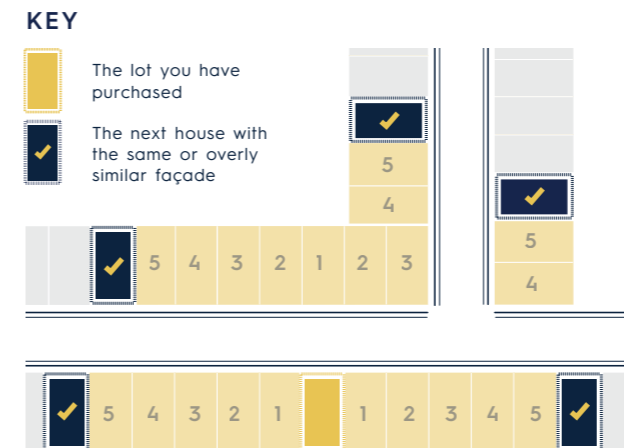 KEY
The lot you have
purchased
The next house with
the same or overly
similar façade
5
4
5 4 3 2 1 2 3
5
4
5 4 3 2 1 1 2 3 4 5